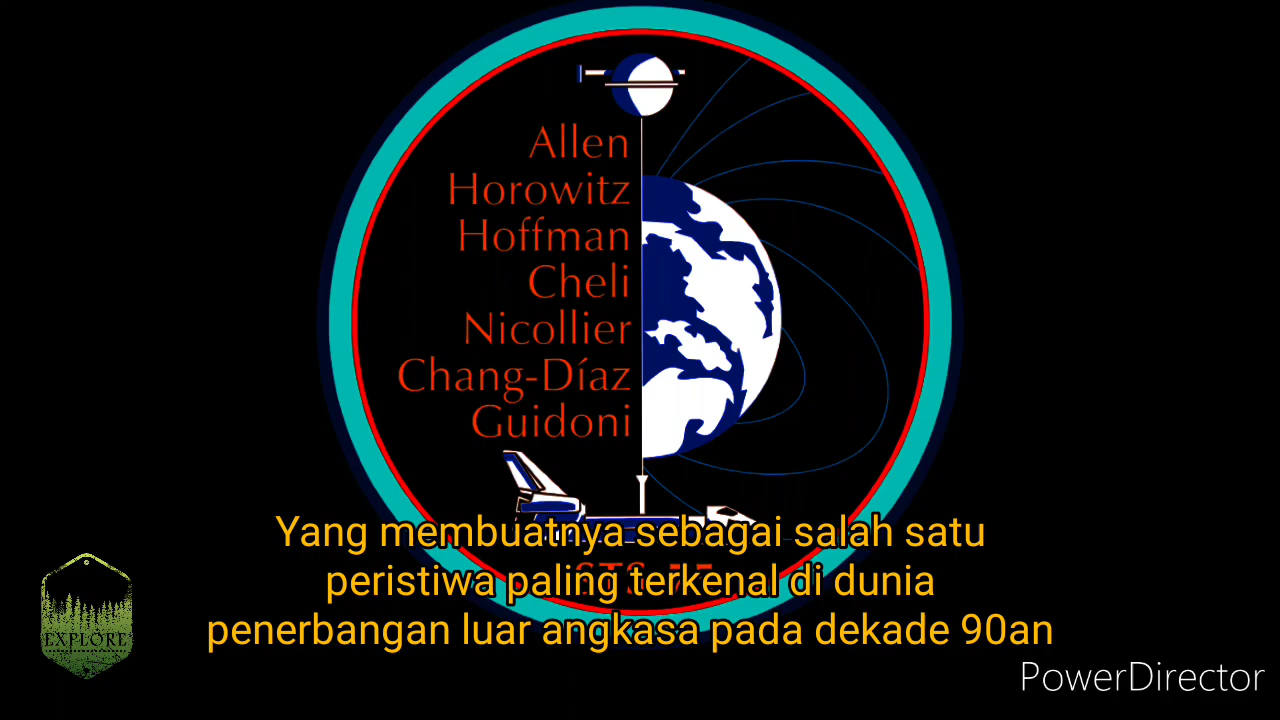 Allen
Horowitz
Hoffman
Cheli
Nicollier
Chang-Díaz
Guidoni
Yang membuatnya sebagai salah satu
peristiwa paling terkenal di dunia
penerbangan luar angkasa pada dekade 90an
EXPLORE
PowerDirector